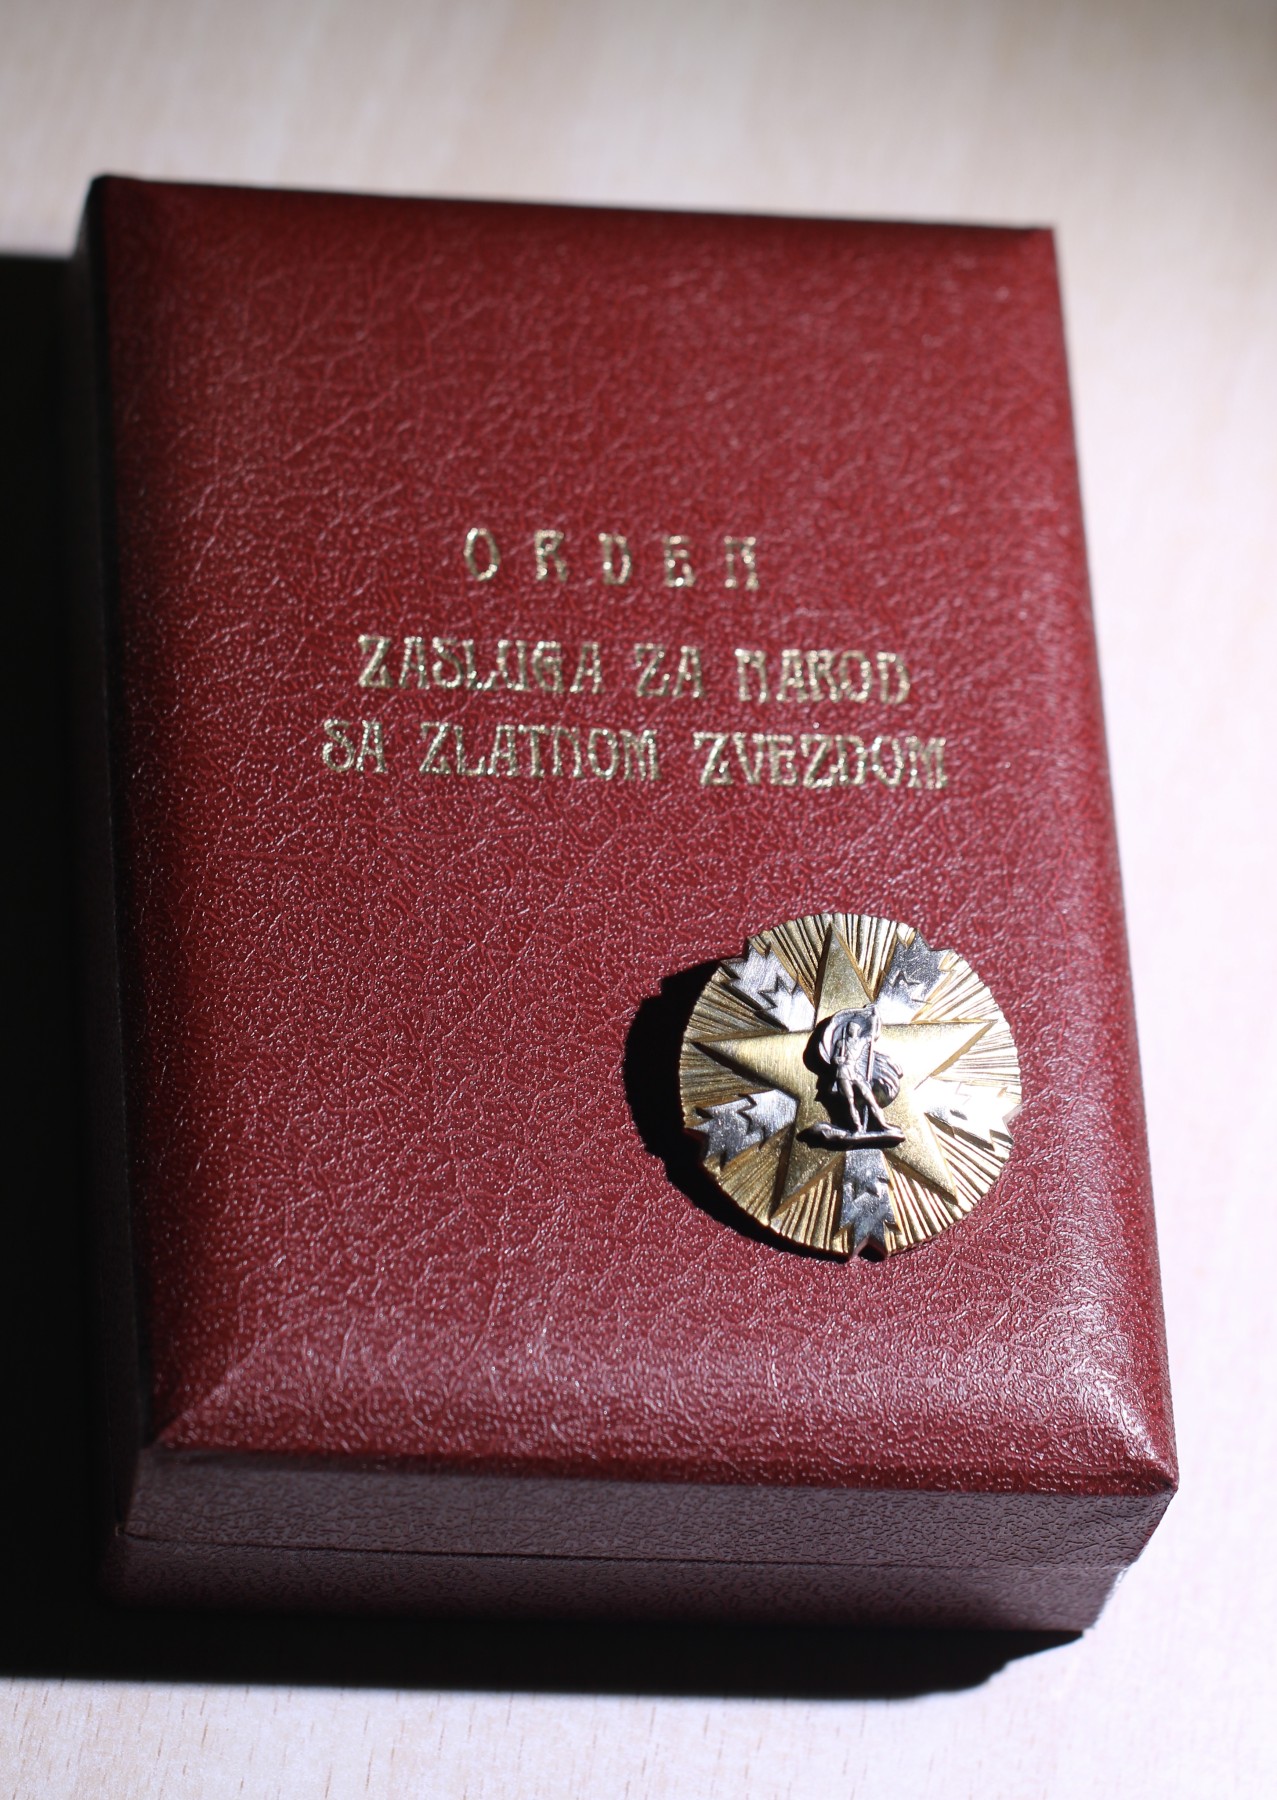 ORDEN
ZASLUGA ZA NAROD
SA ZLATNOM ZVEZDOM